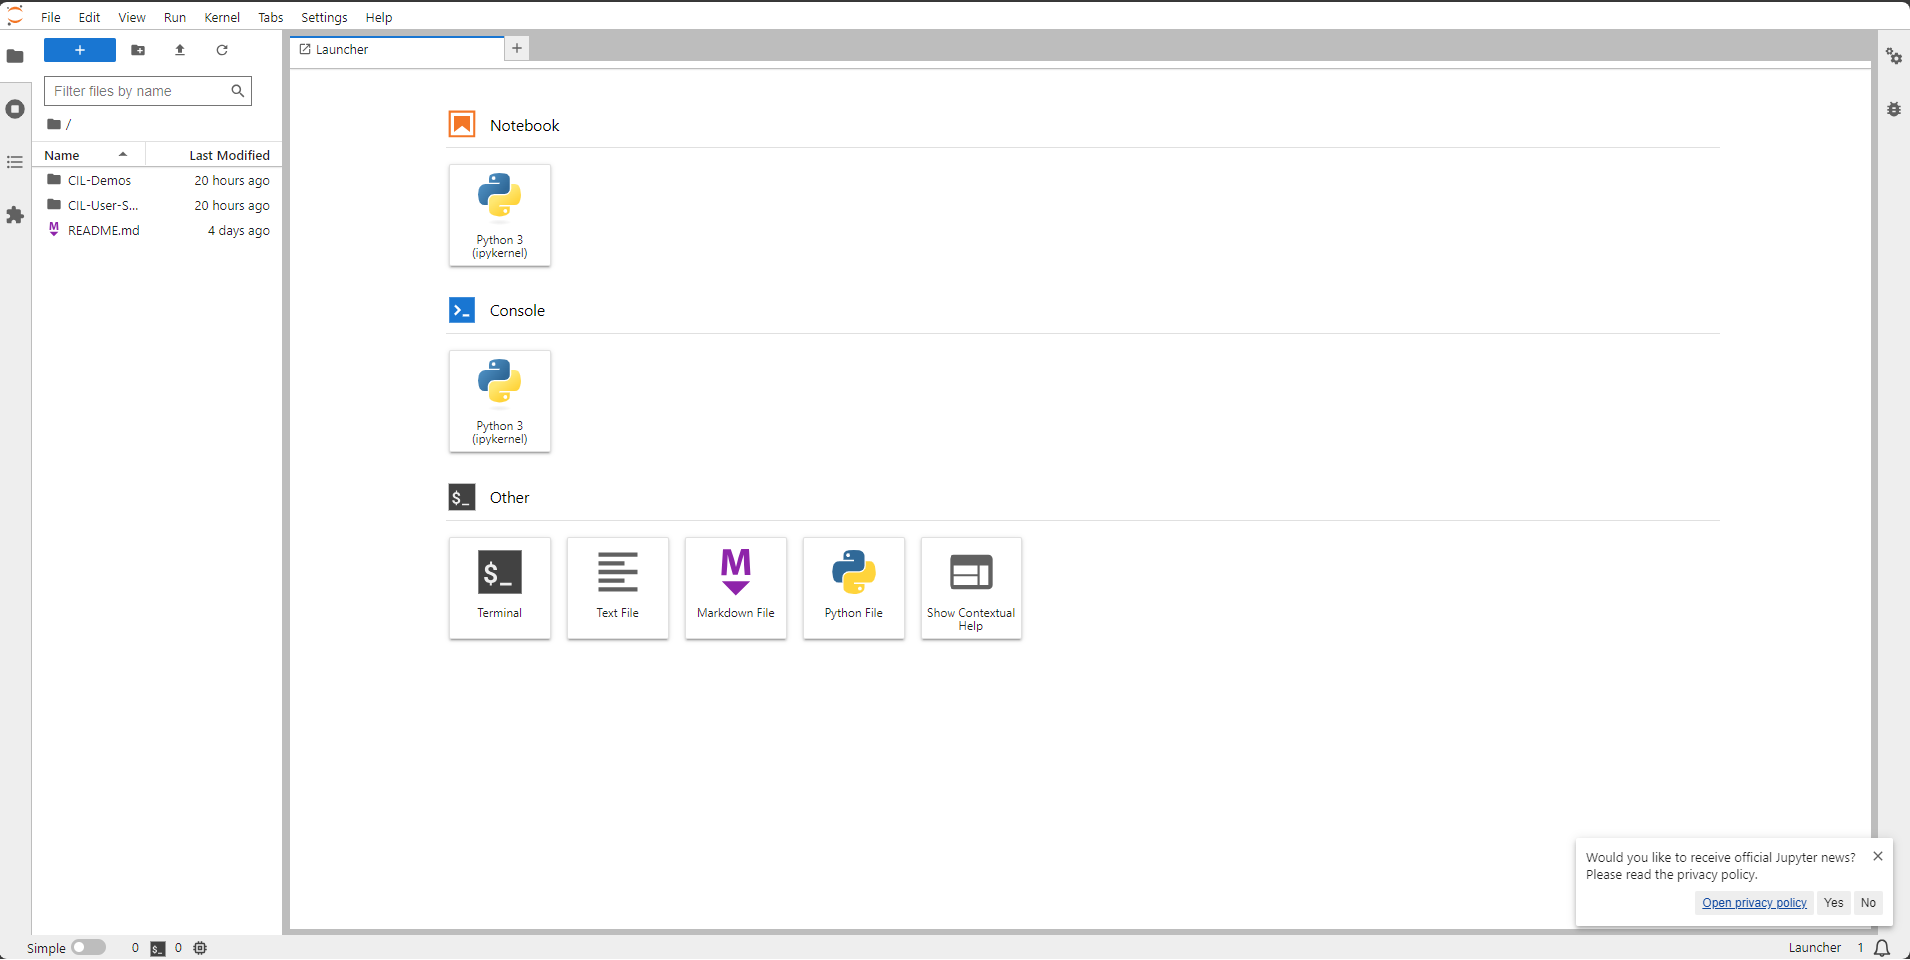 File Edit View Run Kernel Tabs Settings Help
+
Filter files by name
/
Name Last Modified
CIL-Demos 20 hours ago
CIL-User-S... 20 hours ago
README.md 4 days ago
Launcher
+
Notebook
Python 3
(ipykernel)
Console
Python 3
(ipykernel)
$_ Other
$_
Terminal
Text File
M
Markdown File
Python File
Show Contextual
Help
Would you like to receive official Jupyter news?
Please read the privacy policy.
Open privacy policy Yes No
Simple 0 $_ 0
Launcher 1